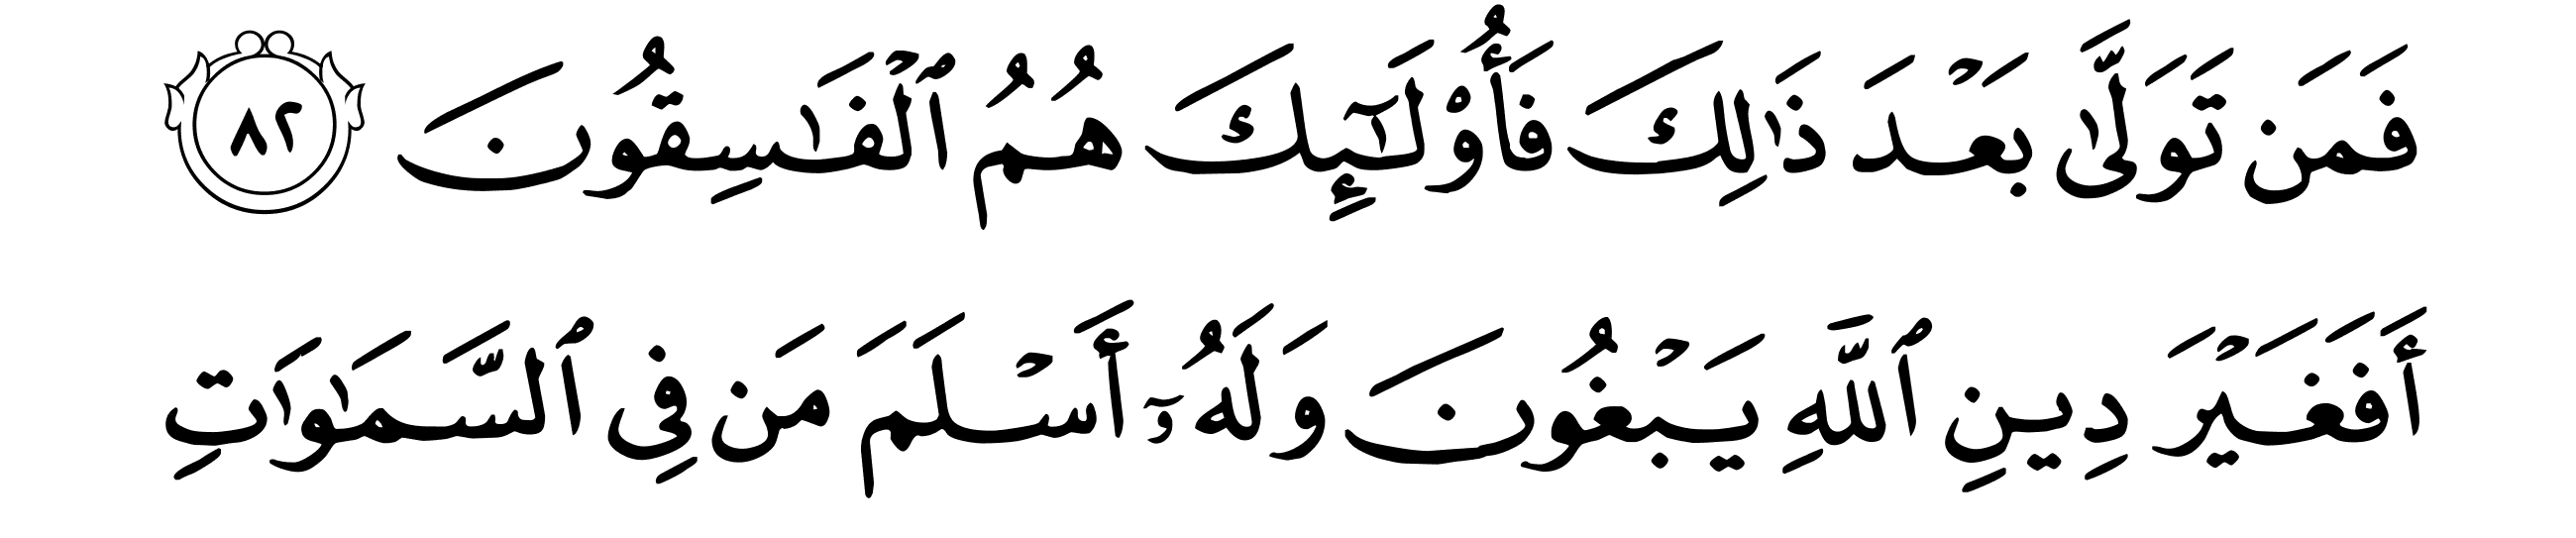 فَمَن تَوَلَّىٰ بَعۡدَ ذَٰلِكَ فَأُوْلَٰٓئِكَ هُمُ ٱلۡفَٰسِقُونَ ٨٢
أَفَغَيۡرَ دِينِ ٱللَّهِ يَبۡغُونَ وَلَهُۥٓ أَسۡلَمَ مَن فِي ٱلسَّمَٰوَٰتِ